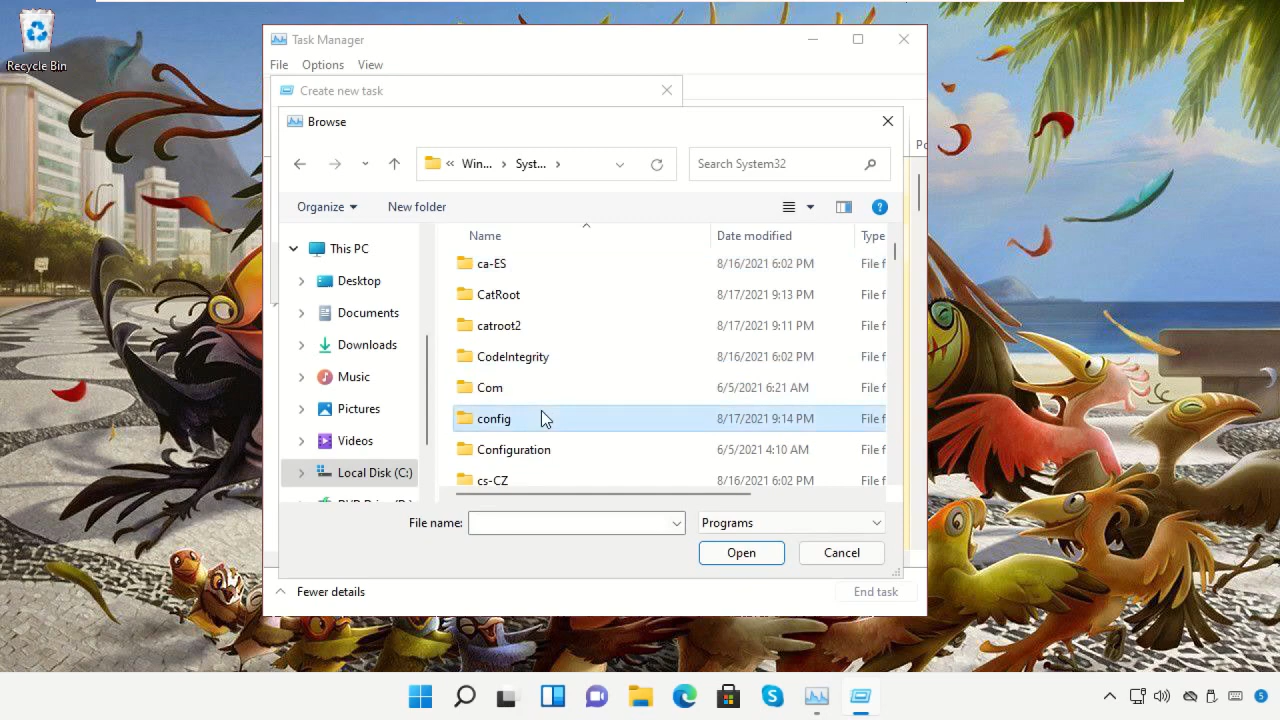 Recycle Bin
Task Manager
File Options View
Create new task
Browse
Win... Syst...
Search System32
Organize New folder
Name Date modified Type
This PC
Desktop
Documents
Downloads
Music
Pictures
Videos
Local Disk (C:)
ca-ES 8/16/2021 6:02 PM File f
CatRoot 8/17/2021 9:13 PM File f
catroot2 8/17/2021 9:11 PM File f
CodeIntegrity 8/16/2021 6:02 PM File f
Com 6/5/2021 6:21 AM File f
config 8/17/2021 9:14 PM File f
Configuration 6/5/2021 4:10 AM File f
cs-CZ 8/16/2021 6:02 PM File f
File name: Programs
Open Cancel
Fewer details End task
5